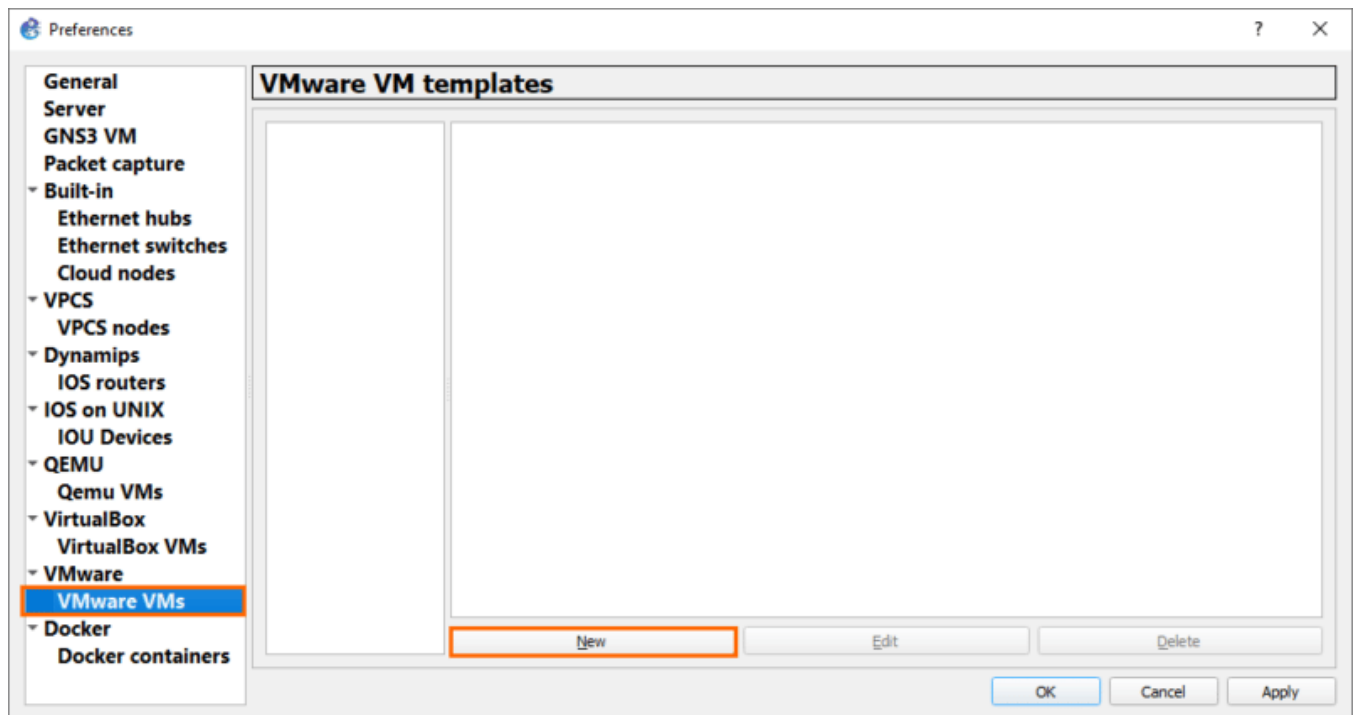 Preferences
?
General
Server
GNS3 VM
Packet capture
Built-in
Ethernet hubs
Ethernet switches
Cloud nodes
VPCS
VPCS nodes
Dynamips
IOS routers
IOS on UNIX
IOU Devices
QEMU
Qemu VMs
VirtualBox
VirtualBox VMs
VMware
VMware VMs
Docker
Docker containers
VMware VM templates
New
Edit
Delete
OK
Cancel
Apply